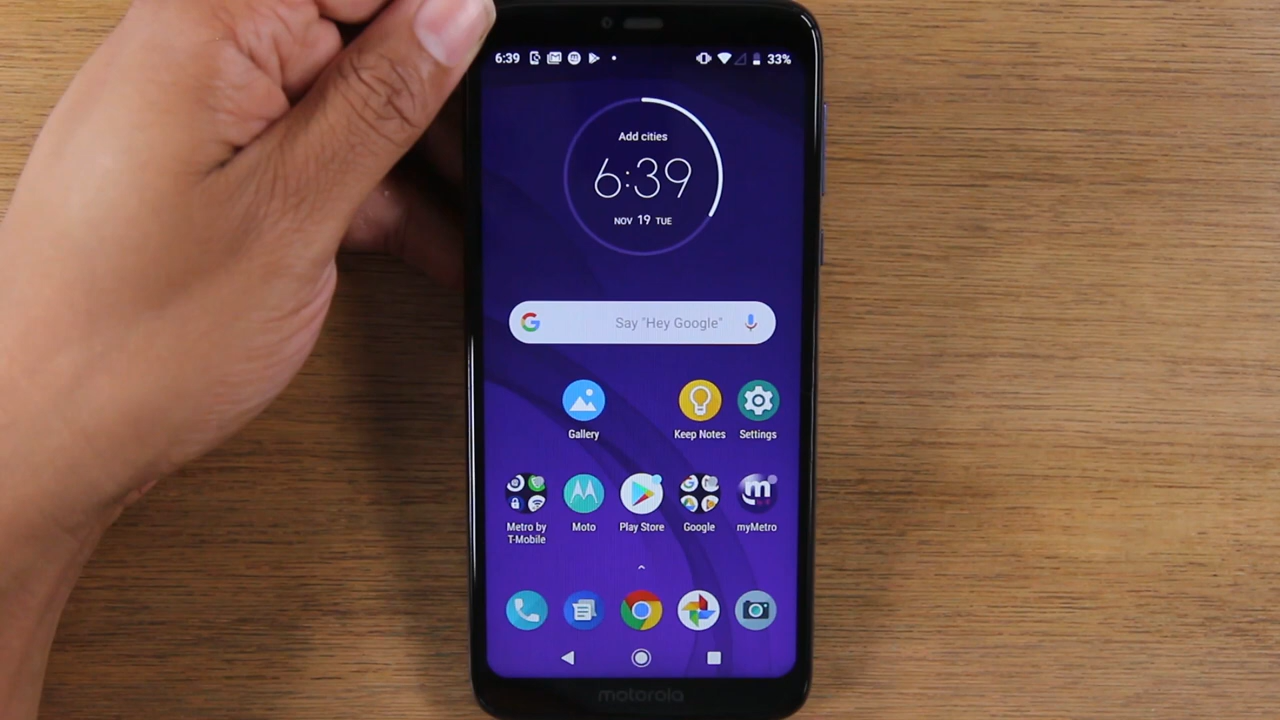 6:39 33%
Add cities
6:39
NOV 19 TUE
Say "Hey Google"
Gallery Keep Notes Settings
Metro by Moto Play Store Google myMetro
T-Mobile
motorola